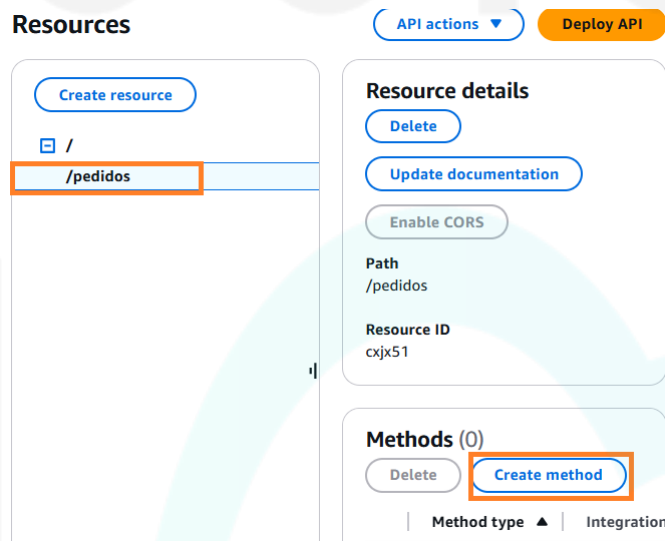 Resources
API actions
Deploy API
Create resource
/
/pedidos
Resource details
Delete
Update documentation
Enable CORS
Path
/pedidos
Resource ID
cxjx51
Methods (0)
Delete
Create method
Method type
Integration